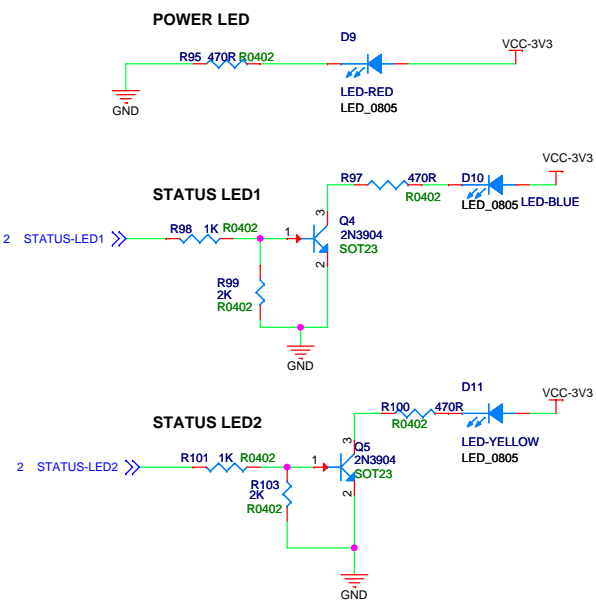 POWER LED
D9
VCC-3V3
R95 470R R0402
LED-RED
LED_0805
GND
VCC-3V3
R97 470R D10
R0402 LED_0805 LED-BLUE
STATUS LED1
3
Q4
R98 1K R0402
1
2N3904
2 STATUS-LED1
SOT23
2
R99
2K
R0402
GND
D11
VCC-3V3
R100 470R
R0402
STATUS LED2
3
LED-YELLOW
Q5
R101 1K R0402
1
2N3904
LED_0805
2 STATUS-LED2
SOT23
R103
2
2K
R0402
GND